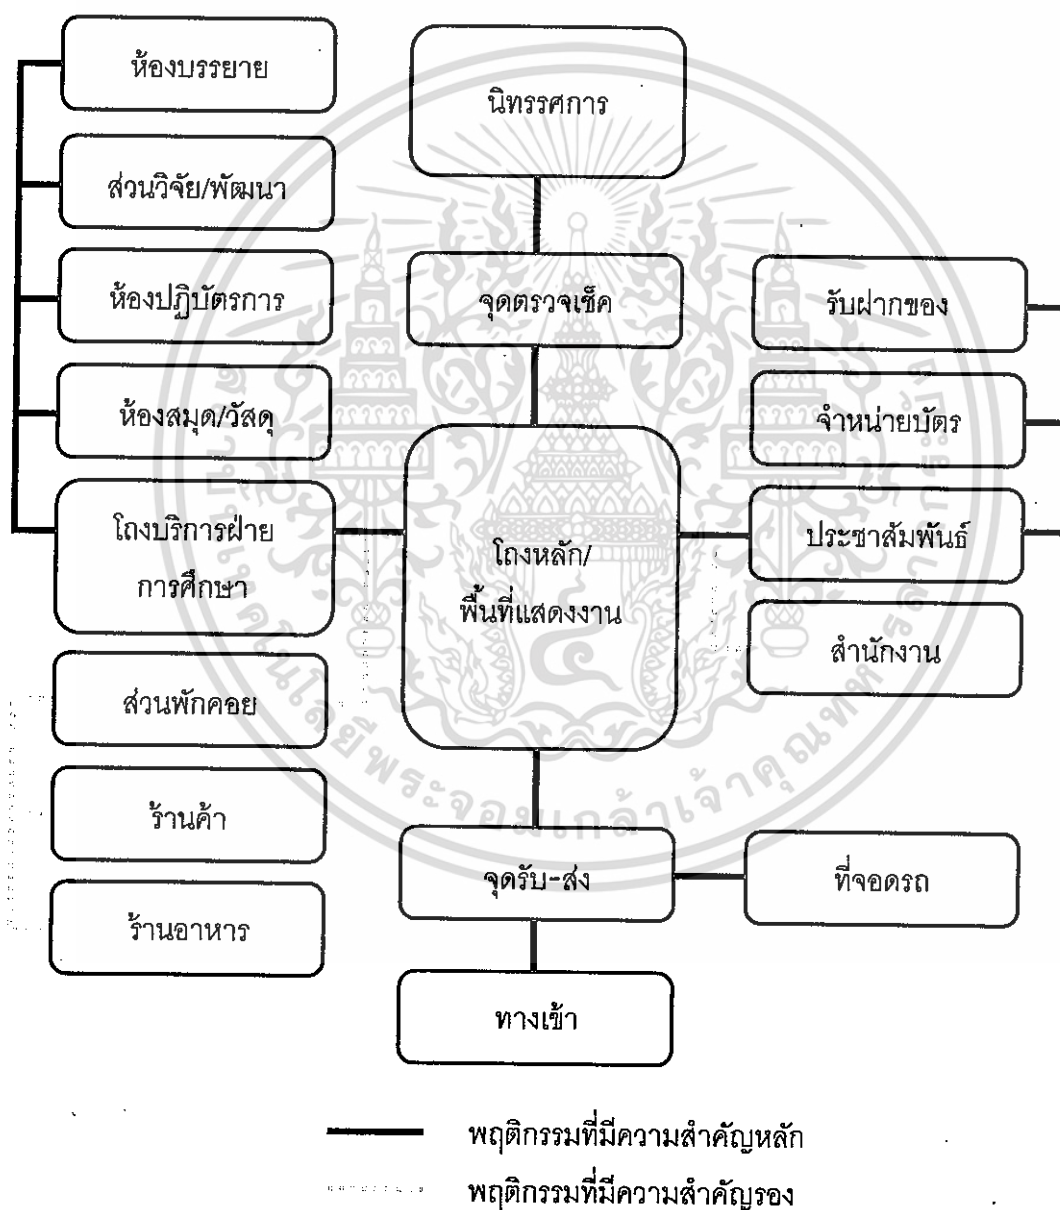 ห้องบรรยาย
นิทรรศการ
ส่วนวิจัย/พัฒนา
ห้องปฏิบัตรการ
จุดตรวจเช็ค
รับฝากของ
ห้องสมุด/วัสดุ
จำหน่ายบัตร
โถงบริการฝ่าย
การศึกษา
โถงหลัก/
พื้นที่แสดงงาน
ประชาสัมพันธ์
สำนักงาน
ส่วนพักคอย
ร้านค้า
ร้านอาหาร
จุดรับ-ส่ง
ที่จอดรถ
ทางเข้า
พฤติกรรมที่มีความสำคัญหลัก
พฤติกรรมที่มีความสำคัญรอง